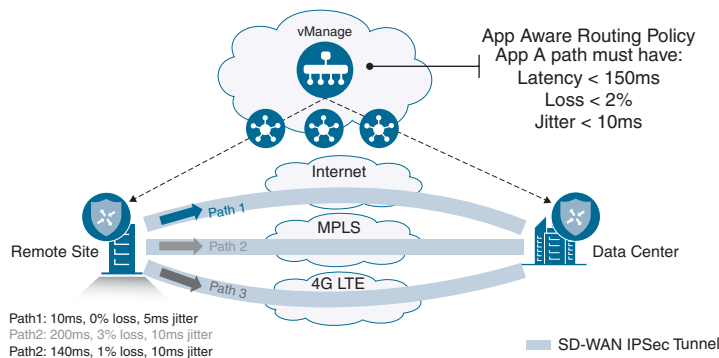 vManage
App Aware Routing Policy
App A path must have:
Latency < 150ms
Loss < 2%
Jitter < 10ms
Internet
Path 1
MPLS
Remote Site
Path 2
Data Center
4G LTE
Path 3
Path1: 10ms, 0% loss, 5ms jitter
Path2: 200ms, 3% loss, 10ms jitter
Path2: 140ms, 1% loss, 10ms jitter
SD-WAN IPSec Tunnel